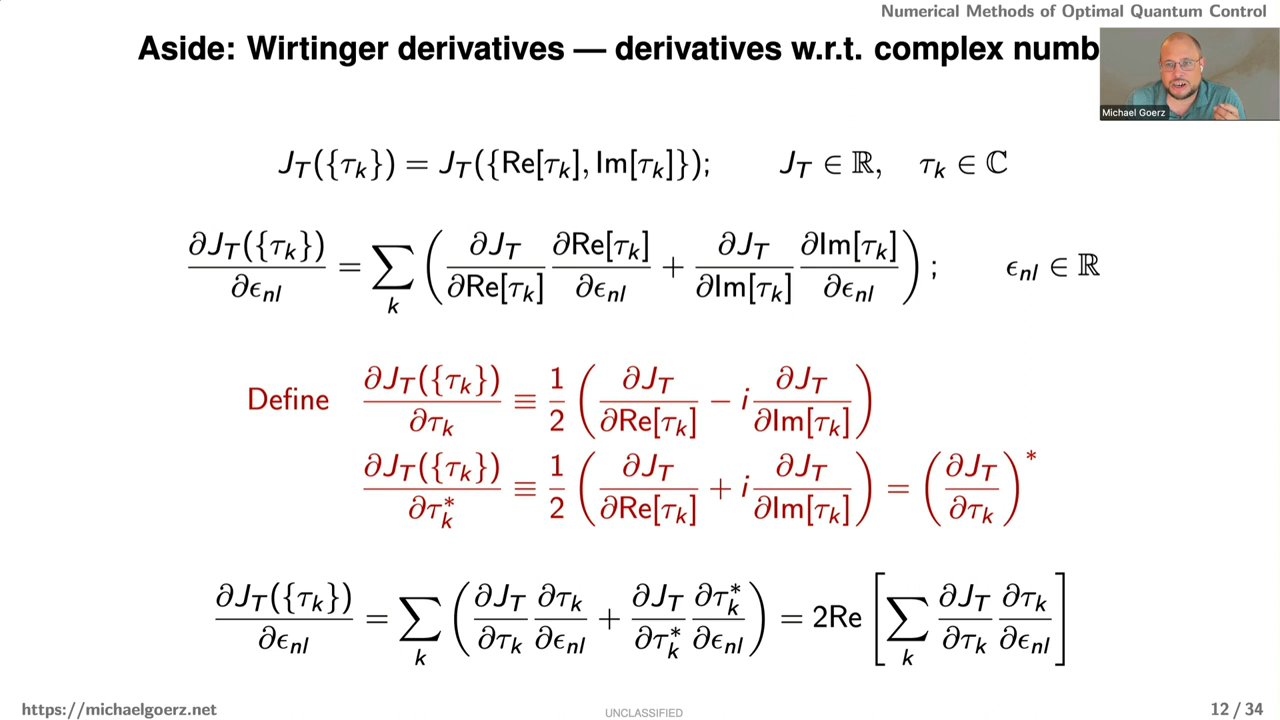 Numerical Methods of Optimal Quantum Control
Aside: Wirtinger derivatives — derivatives w.r.t. complex numb
Michael Goerz
J_T({τ_k}) = J_T({Re[τ_k], Im[τ_k]}); J_T ∈ ℝ, τ_k ∈ ℂ
∂J_T({τ_k})/∂ϵ_nl = ∑_k (∂J_T/∂Re[τ_k] ∂Re[τ_k]/∂ϵ_nl + ∂J_T/∂Im[τ_k] ∂Im[τ_k]/∂ϵ_nl); ϵ_nl ∈ ℝ
Define ∂J_T({τ_k})/∂τ_k ≡ 1/2 (∂J_T/∂Re[τ_k] − i ∂J_T/∂Im[τ_k])
∂J_T({τ_k})/∂τ_k^* ≡ 1/2 (∂J_T/∂Re[τ_k] + i ∂J_T/∂Im[τ_k]) = (∂J_T/∂τ_k)^*
∂J_T({τ_k})/∂ϵ_nl = ∑_k (∂J_T/∂τ_k ∂τ_k/∂ϵ_nl + ∂J_T/∂τ_k^* ∂τ_k^*/∂ϵ_nl) = 2Re [∑_k ∂J_T/∂τ_k ∂τ_k/∂ϵ_nl]
https://michaelgoerz.net
UNCLASSIFIED
12 / 34